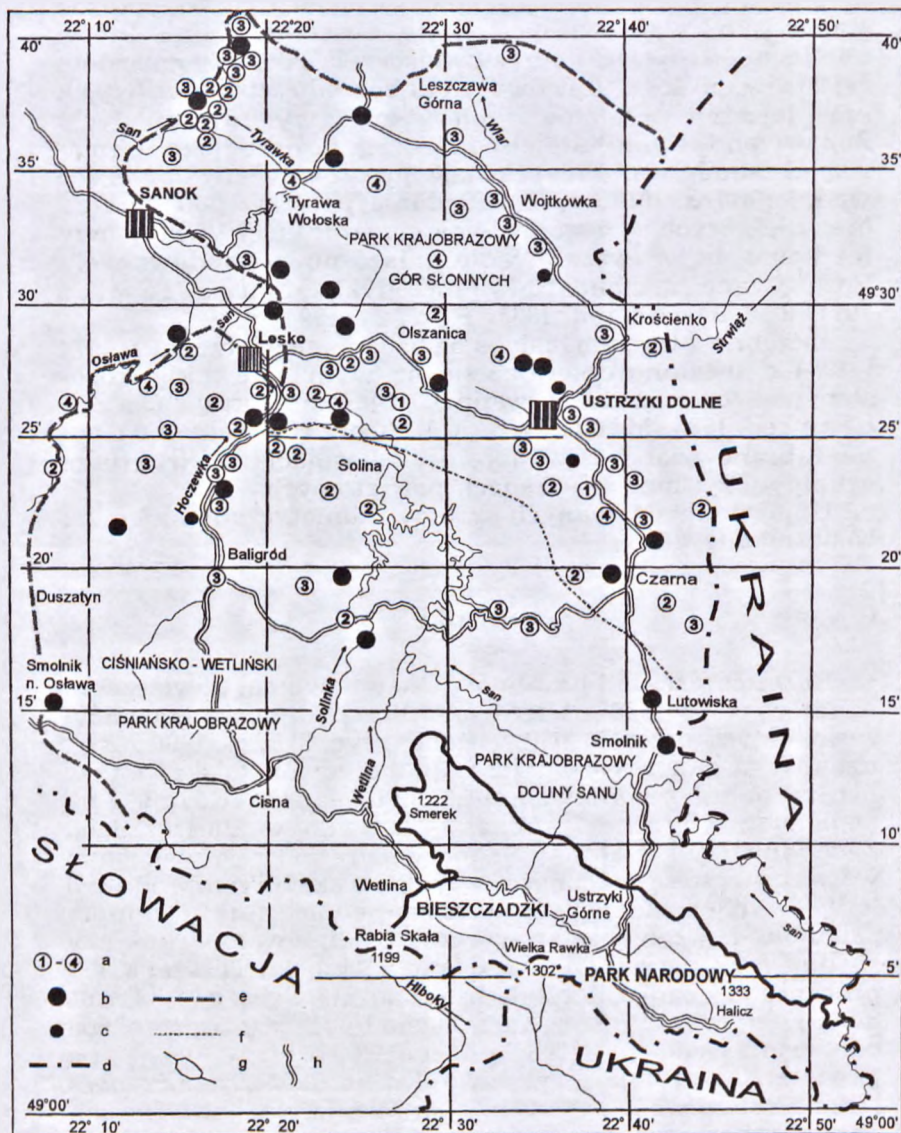 22°10' 22°20' 22°30' 22°40' 22°50'
40' 40'
Leszczawa
Górna
Wiar
San
Tyrawka
35' 35'
SANOK
Tyrawa
Wołoska
Wojtkówka
PARK KRAJOBRAZOWY
GÓR SŁONNYCH
30' 49°30'
San
Olszanica
Krościenko
Strwiąż
Lesko
Osława
USTRZYKI DOLNE
25' 25'
Hoczewka
Solina
UKRAINA
Baligród
20' 20'
Czarna
Duszatyn
CIŚNIAŃSKO - WETLIŃSKI
Smolnik
n. Osława
San
Solinka
Lutowiska
15' 15'
PARK KRAJOBRAZOWY
Smolnik
PARK KRAJOBRAZOWY
DOLINY SANU
Wetlina
Cisna
1222
Smerek
10' 10'
SŁOWACJA
Wetlina
BIESZCZADZKI
Ustrzyki
Górne
San
Rabia Skała
1199
Wielka Rawka
1302
PARK NARODOWY
5' 5'
1333
Halicz
Hlboky
UKRAINA
1 - 4 a
b e
c f
d g h
49°00' 49°00'
22° 10' 22° 20' 22° 30' 22° 40' 22° 50'